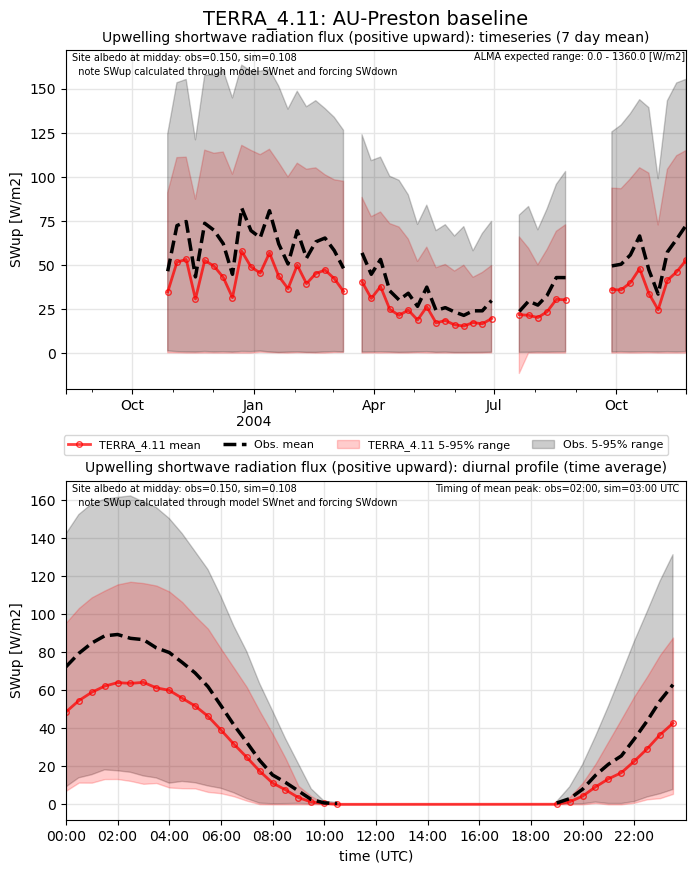 TERRA_4.11: AU-Preston baseline
Upwelling shortwave radiation flux (positive upward): timeseries (7 day mean)
Site albedo at midday: obs=0.150, sim=0.108
ALMA expected range: 0.0 - 1360.0 [W/m2]
note SWup calculated through model SWnet and forcing SWdown
SWup [W/m2]
150
125
100
75
50
25
0
Oct
Jan
2004
Apr
Jul
Oct
TERRA_4.11 mean
Obs. mean
TERRA_4.11 5-95% range
Obs. 5-95% range
Upwelling shortwave radiation flux (positive upward): diurnal profile (time average)
Site albedo at midday: obs=0.150, sim=0.108
Timing of mean peak: obs=02:00, sim=03:00 UTC
note SWup calculated through model SWnet and forcing SWdown
SWup [W/m2]
160
140
120
100
80
60
40
20
0
00:00
02:00
04:00
06:00
08:00
10:00
12:00
14:00
16:00
18:00
20:00
22:00
time (UTC)